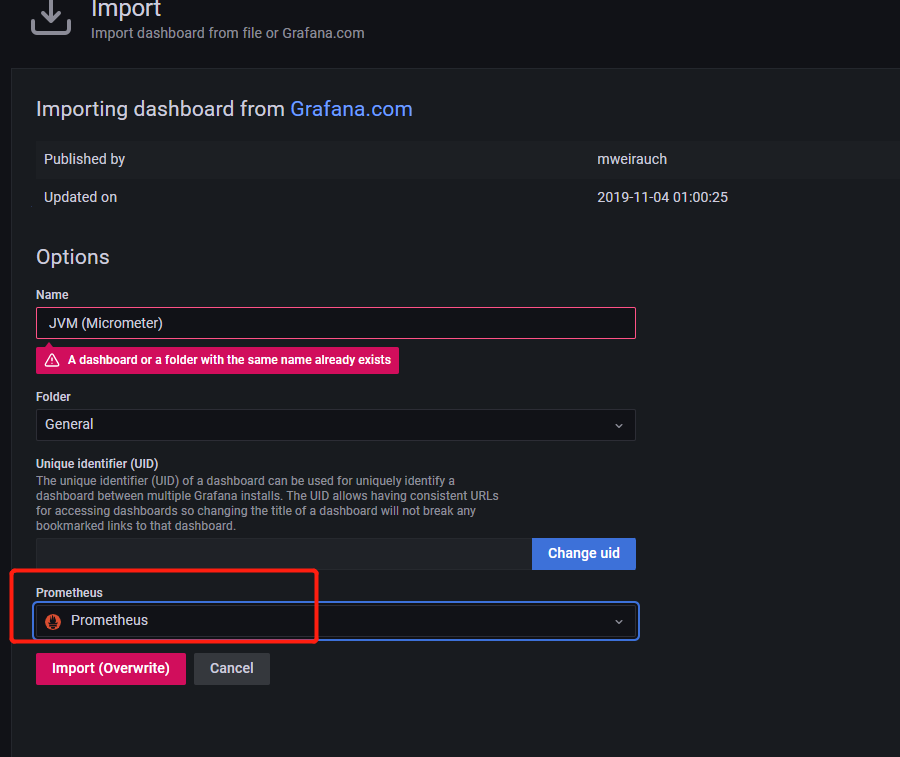 Import
Import dashboard from file or Grafana.com
Importing dashboard from Grafana.com
Published by mweirauch
Updated on 2019-11-04 01:00:25
Options
Name
JVM (Micrometer)
A dashboard or a folder with the same name already exists
Folder
General
Unique identifier (UID)
The unique identifier (UID) of a dashboard can be used for uniquely identify a
dashboard between multiple Grafana installs. The UID allows having consistent URLs
for accessing dashboards so changing the title of a dashboard will not break any
bookmarked links to that dashboard.
Change uid
Prometheus
Prometheus
Import (Overwrite) Cancel